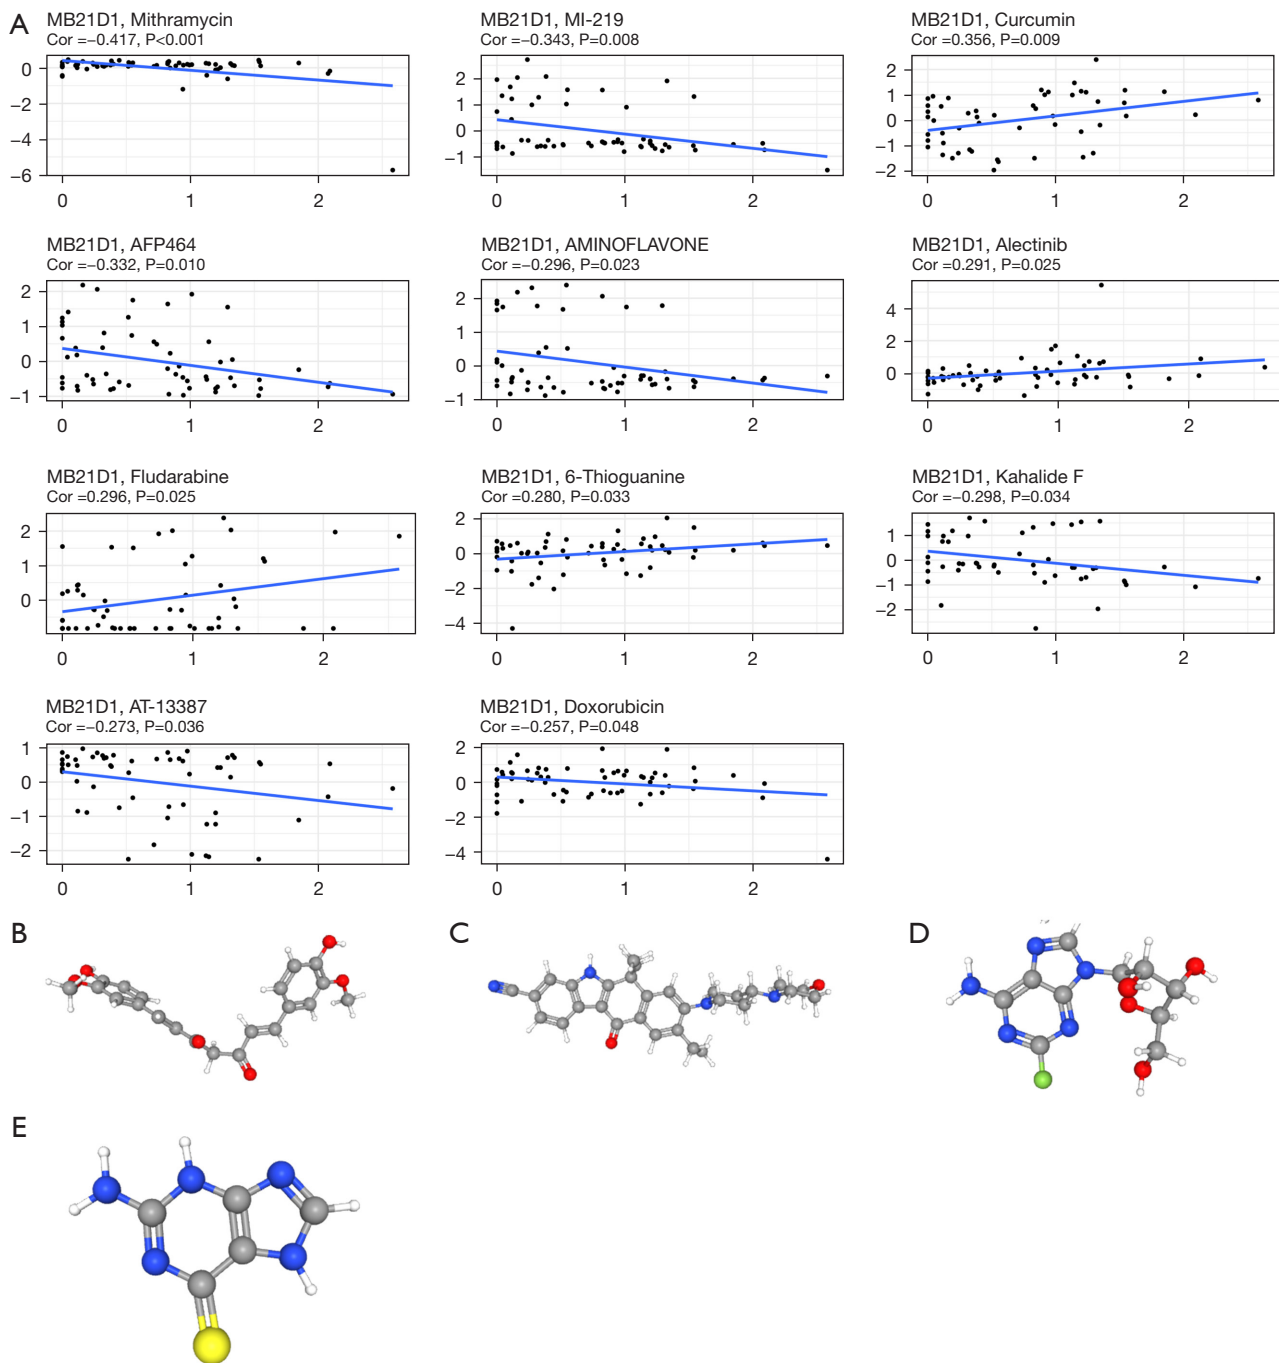 A
MB21D1, Mithramycin
Cor =−0.417, P<0.001
0
−2
−4
−6
0 1 2
MB21D1, MI-219
Cor =−0.343, P=0.008
2
1
0
−1
0 1 2
MB21D1, Curcumin
Cor =0.356, P=0.009
2
1
0
−1
−2
0 1 2
MB21D1, AFP464
Cor =−0.332, P=0.010
2
1
0
−1
0 1 2
MB21D1, AMINOFLAVONE
Cor =−0.296, P=0.023
2
1
0
−1
0 1 2
MB21D1, Alectinib
Cor =0.291, P=0.025
4
2
0
0 1 2
MB21D1, Fludarabine
Cor =0.296, P=0.025
2
1
0
0 1 2
MB21D1, 6-Thioguanine
Cor =0.280, P=0.033
2
0
−2
−4
0 1 2
MB21D1, Kahalide F
Cor =−0.298, P=0.034
1
0
−1
−2
0 1 2
MB21D1, AT-13387
Cor =−0.273, P=0.036
1
0
−1
−2
0 1 2
MB21D1, Doxorubicin
Cor =−0.257, P=0.048
2
0
−2
−4
0 1 2
B
C
D
E